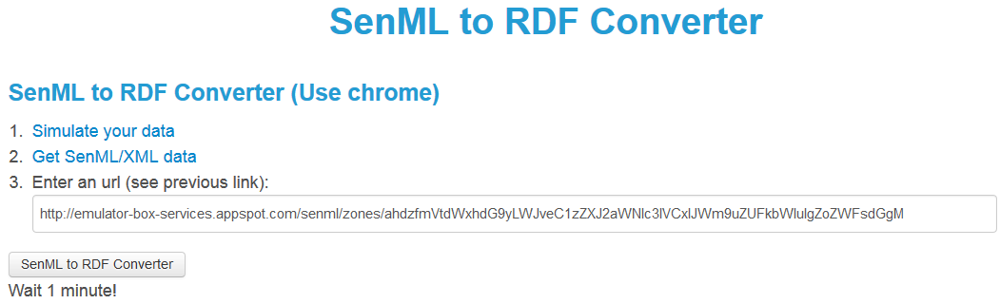 SenML to RDF Converter
SenML to RDF Converter (Use chrome)
1. Simulate your data
2. Get SenML/XML data
3. Enter an url (see previous link):
http://emulator-box-services.appspot.com/senml/zones/ahdzfmVtdWxhdG9yLWJveC1zZXJ2aWNlc3IVCxIJWm9uZUFkbWluIgZoZWFsdGgM
SenML to RDF Converter
Wait 1 minute!